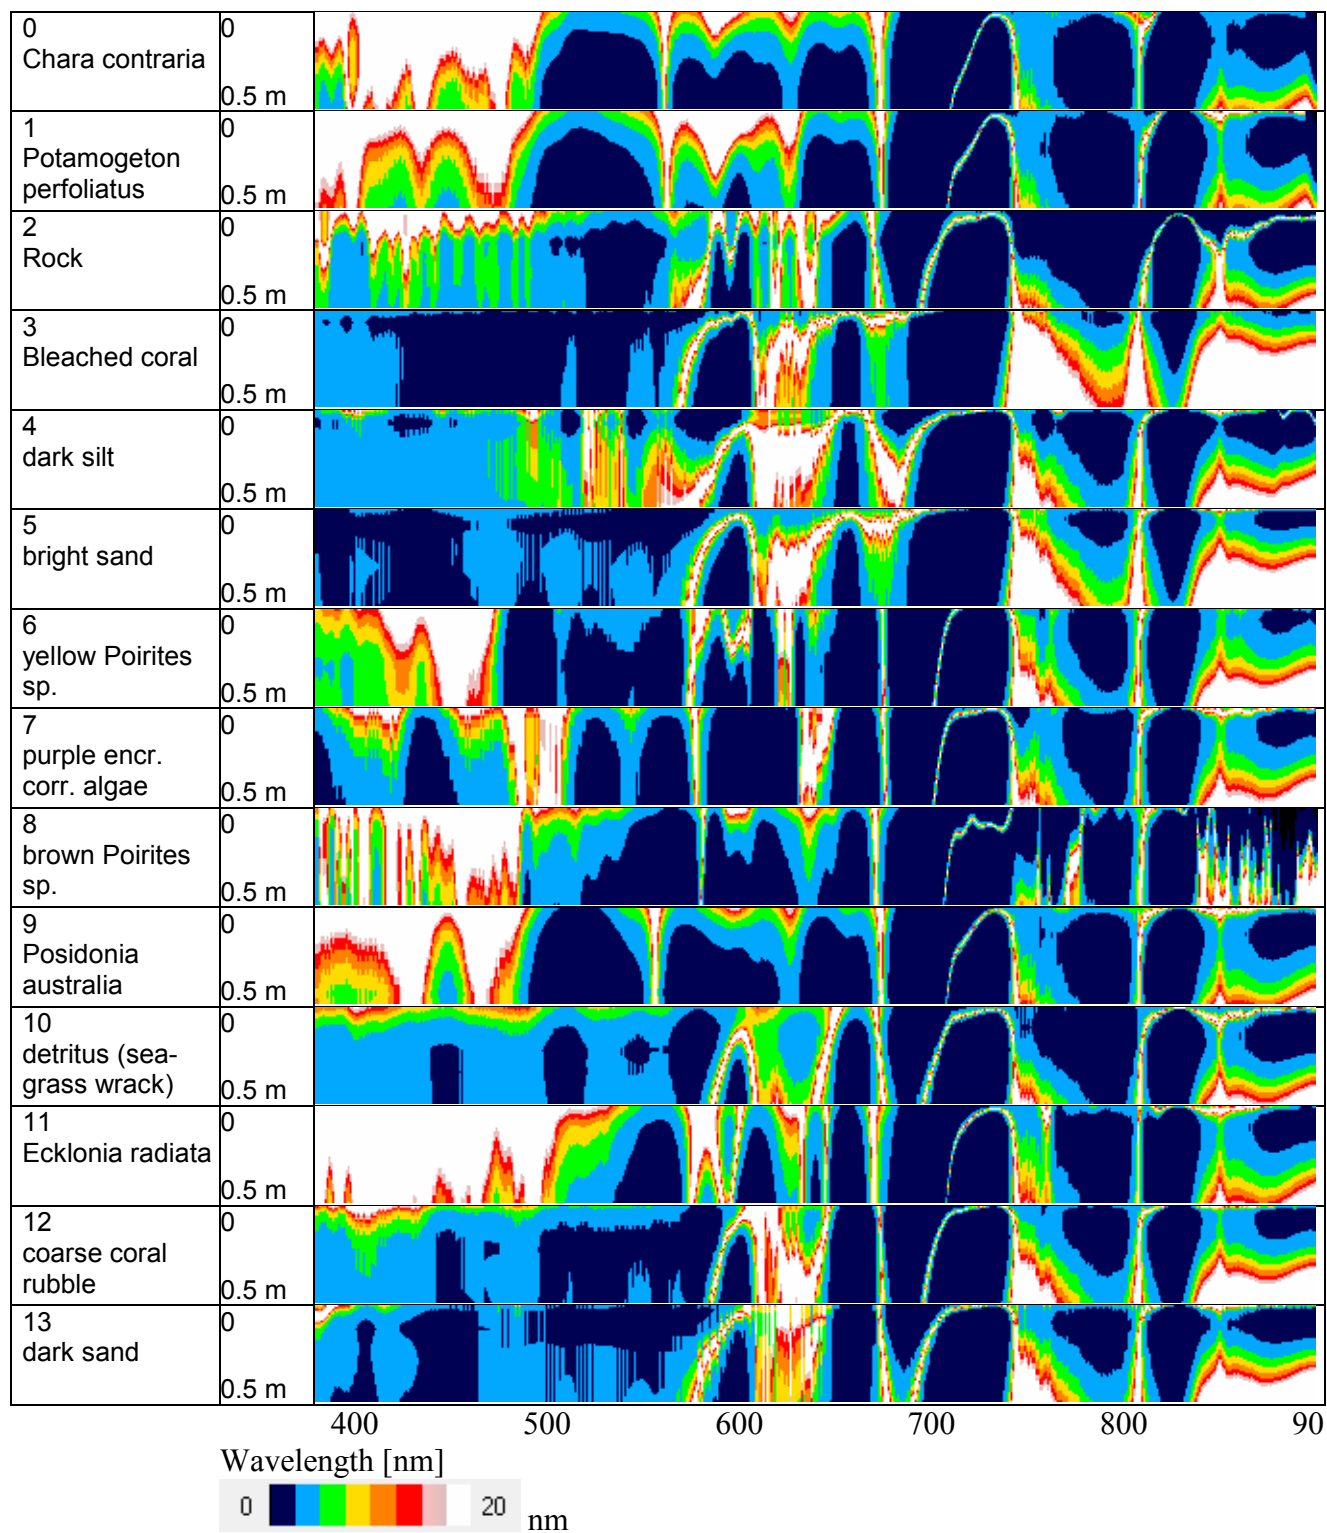 0
Chara contraria
0
0.5 m
1
Potamogeton
perfoliatus
0
0.5 m
2
Rock
0
0.5 m
3
Bleached coral
0
0.5 m
4
dark silt
0
0.5 m
5
bright sand
0
0.5 m
6
yellow Poirites
sp.
0
0.5 m
7
purple encr.
corr. algae
0
0.5 m
8
brown Poirites
sp.
0
0.5 m
9
Posidonia
australia
0
0.5 m
10
detritus (sea-
grass wrack)
0
0.5 m
11
Ecklonia radiata
0
0.5 m
12
coarse coral
rubble
0
0.5 m
13
dark sand
0
0.5 m
400 500 600 700 800 90
Wavelength [nm]
0 20 nm